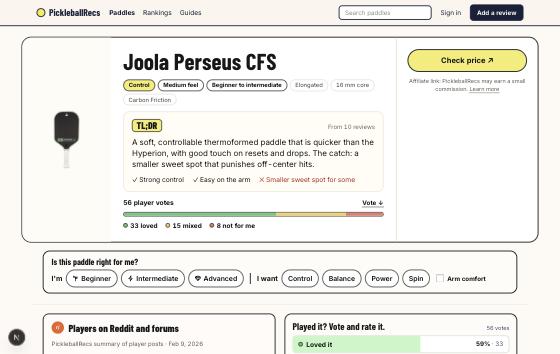 PickleballRecs Paddles Rankings Guides Search paddles Sign in Add a review
Joola Perseus CFS
Control Medium feel Beginner to intermediate Elongated 16 mm core
Carbon Friction
TL;DR From 10 reviews
A soft, controllable thermoformed paddle that is quicker than the
Hyperion, with good touch on resets and drops. The catch: a
smaller sweet spot that punishes off-center hits.
✓ Strong control ✓ Easy on the arm ✕ Smaller sweet spot for some
56 player votes Vote ↓
33 loved 15 mixed 8 not for me
Check price ↗
Affiliate link: PickleballRecs may earn a small
commission. Learn more
Is this paddle right for me?
I'm Beginner Intermediate Advanced I want Control Balance Power Spin Arm comfort
Players on Reddit and forums
PickleballRecs summary of player posts · Feb 9, 2026
Played it? Vote and rate it. 56 votes
Loved it 59% · 33
N